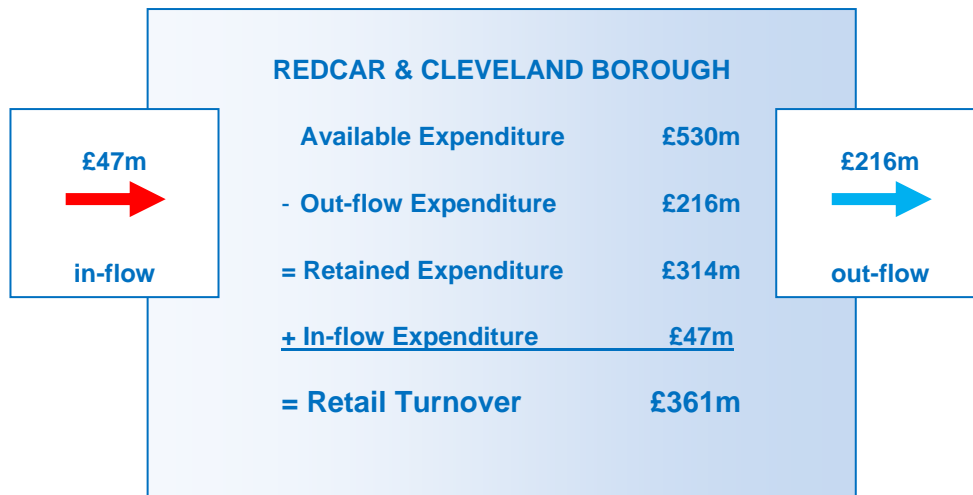 REDCAR & CLEVELAND BOROUGH
£47m
in-flow
Available Expenditure £530m
- Out-flow Expenditure £216m
= Retained Expenditure £314m
+ In-flow Expenditure £47m
= Retail Turnover £361m
£216m
out-flow